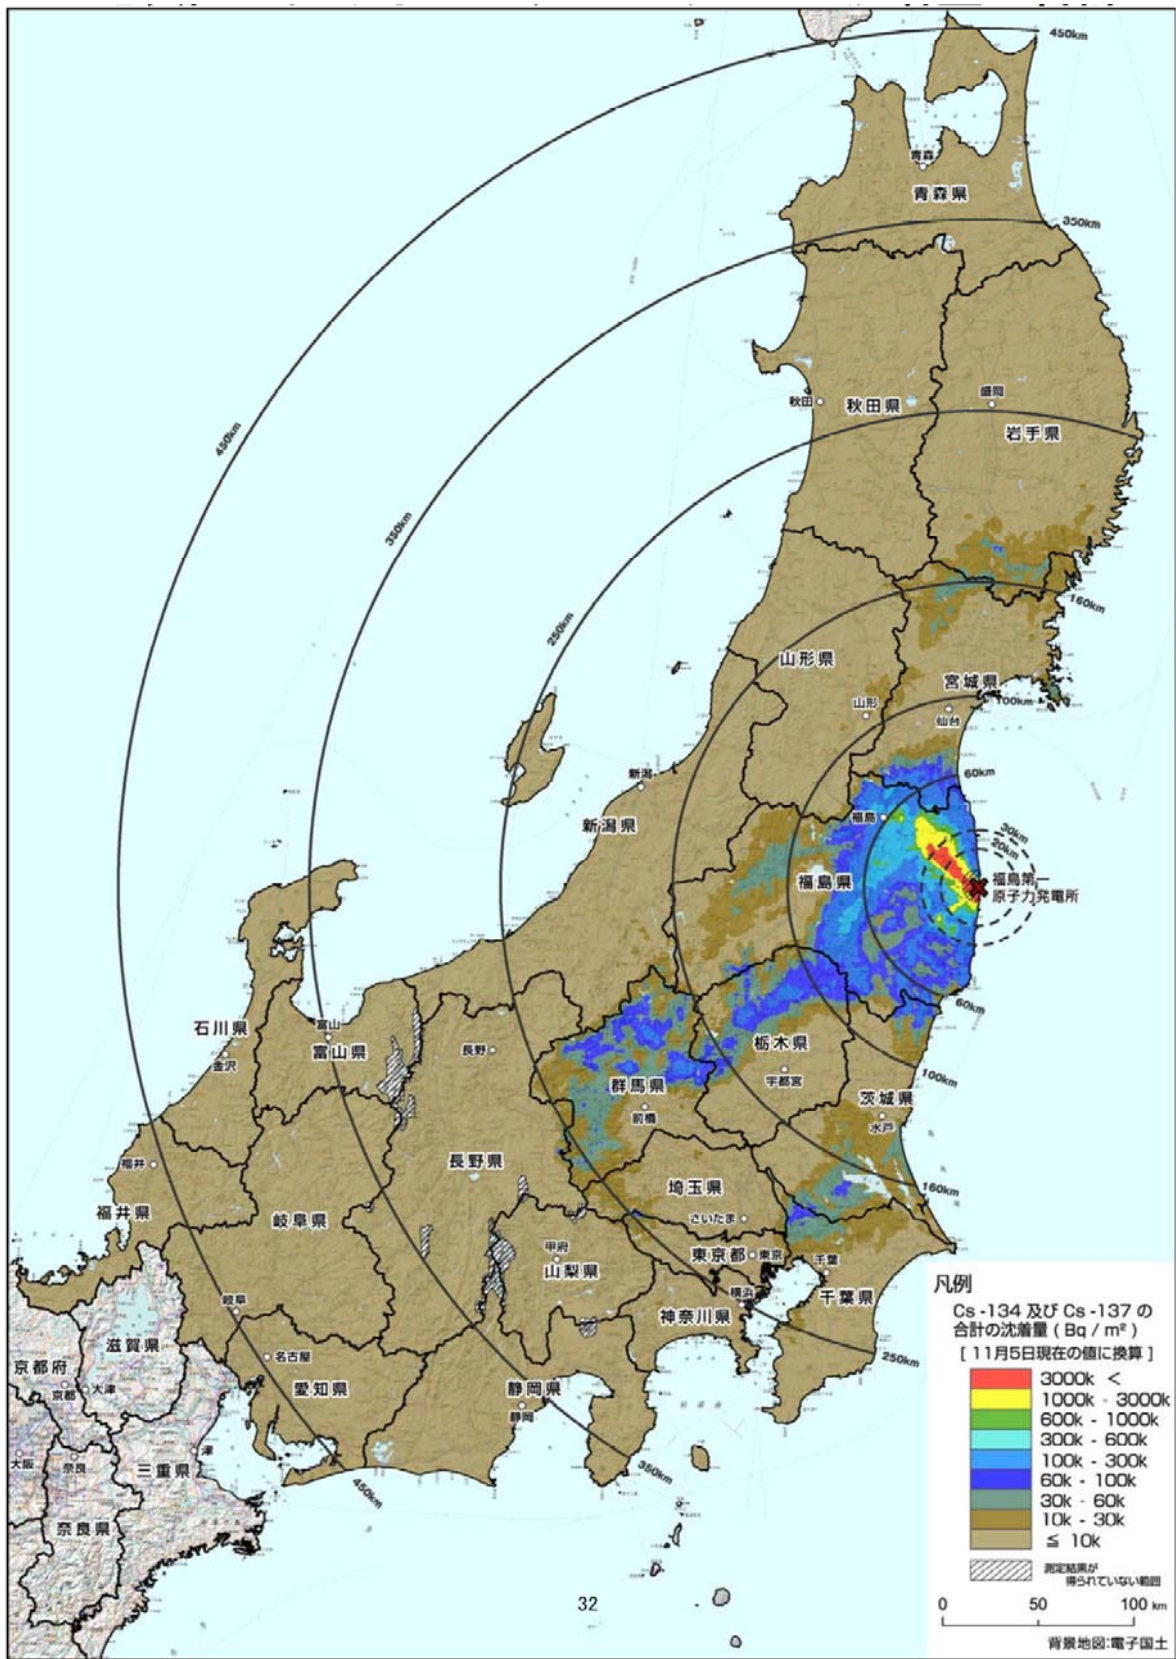 450km
青森
青森県
350km
秋田
秋田県
盛岡
岩手県
450km
350km
250km
160km
山形県
宮城県
山形
仙台
100km
新潟
新潟県
60km
福島
30km
20km
福島県
福島第一
原子力発電所
60km
石川県
富山
富山県
金沢
長野
栃木県
宇都宮
100km
群馬県
前橋
茨城県
水戸
福井
長野県
埼玉県
160km
福井県
岐阜県
さいたま
甲府
山梨県
東京都
東京
千葉
横浜
神奈川県
千葉県
岐阜
250km
滋賀県
名古屋
京都府
京都
大津
愛知県
静岡県
静岡
津
大阪
奈良
三重県
350km
450km
奈良県
凡例
Cs-134 及び Cs-137 の
合計の沈着量 ( Bq / m² )
[ 11月5日現在の値に換算 ]
3000k <
1000k - 3000k
600k - 1000k
300k - 600k
100k - 300k
60k - 100k
30k - 60k
10k - 30k
≦ 10k
測定結果が
得られていない範囲
0 50 100 km
背景地図:電子国土
32